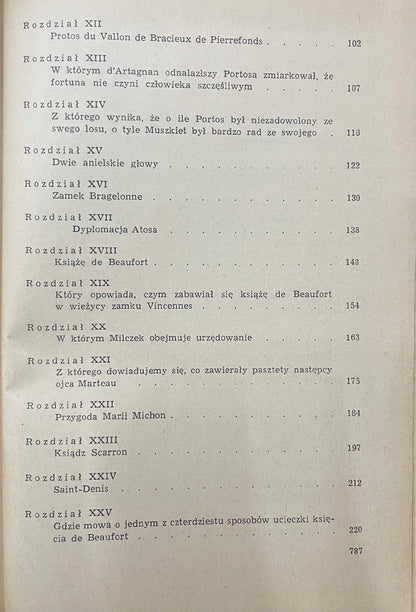 Rozdział XII
Protos du Vallon de Bracieux de Pierrefonds . . . . . 102
Rozdział XIII
W którym d'Artagnan odnalazłszy Portosa zmiarkował, że
fortuna nie czyni człowieka szczęśliwym . . . . . 107
Rozdział XIV
Z którego wynika, że o ile Portos był niezadowolony ze
swego losu, o tyle Muszkiet był bardzo rad ze swojego . 116
Rozdział XV
Dwie anielskie głowy . . . . . . . . . 122
Rozdział XVI
Zamek Bragelonne . . . . . . . . . . 130
Rozdział XVII
Dyplomacja Atosa . . . . . . . . . 138
Rozdział XVIII
Książę de Beaufort . . . . . . . . . . 148
Rozdział XIX
Który opowiada, czym zabawiał się książę de Beaufort
w wieżycy zamku Vincennes . . . . . . . . 154
Rozdział XX
W którym Milczek obejmuje urzędowanie . . . . . 163
Rozdział XXI
Z którego dowiadujemy się, co zawierały pasztety następcy
ojca Marteau . . . . . . . . . . 175
Rozdział XXII
Przygoda Marii Michon . . . . . . . . . 184
Rozdział XXIII
Ksiądz Scarron . . . . . . . . . . 197
Rozdział XXIV
Saint-Denis . . . . . . . . . . . 212
Rozdział XXV
Gdzie mowa o jednym z czterdziestu sposobów ucieczki księ-
cia de Beaufort . . . . . . . . . . 220
787